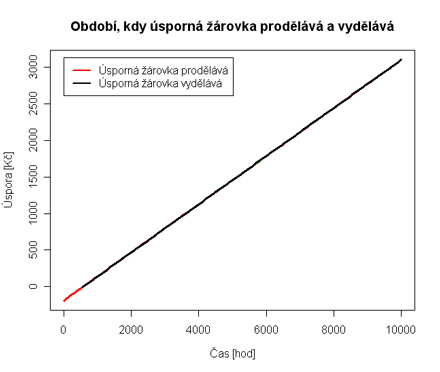 Období, kdy úsporná žárovka prodělává a vydělává
Úsporná žárovka prodělává
Úsporná žárovka vydělává
Úspora [Kč]
3000
2500
2000
1500
1000
500
0
0 2000 4000 6000 8000 10000
Čas [hod]